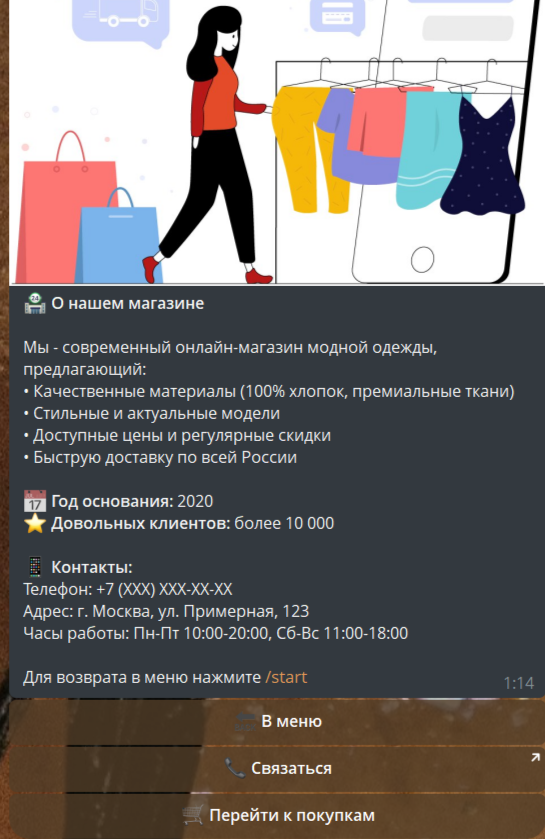 О нашем магазине
Мы - современный онлайн-магазин модной одежды,
предлагающий:
• Качественные материалы (100% хлопок, премиальные ткани)
• Стильные и актуальные модели
• Доступные цены и регулярные скидки
• Быструю доставку по всей России
17 Год основания: 2020
Довольных клиентов: более 10 000
Контакты:
Телефон: +7 (XXX) XXX-XX-XX
Адрес: г. Москва, ул. Примерная, 123
Часы работы: Пн-Пт 10:00-20:00, Сб-Вс 11:00-18:00
Для возврата в меню нажмите /start
1:14
В меню
Связаться
Перейти к покупкам